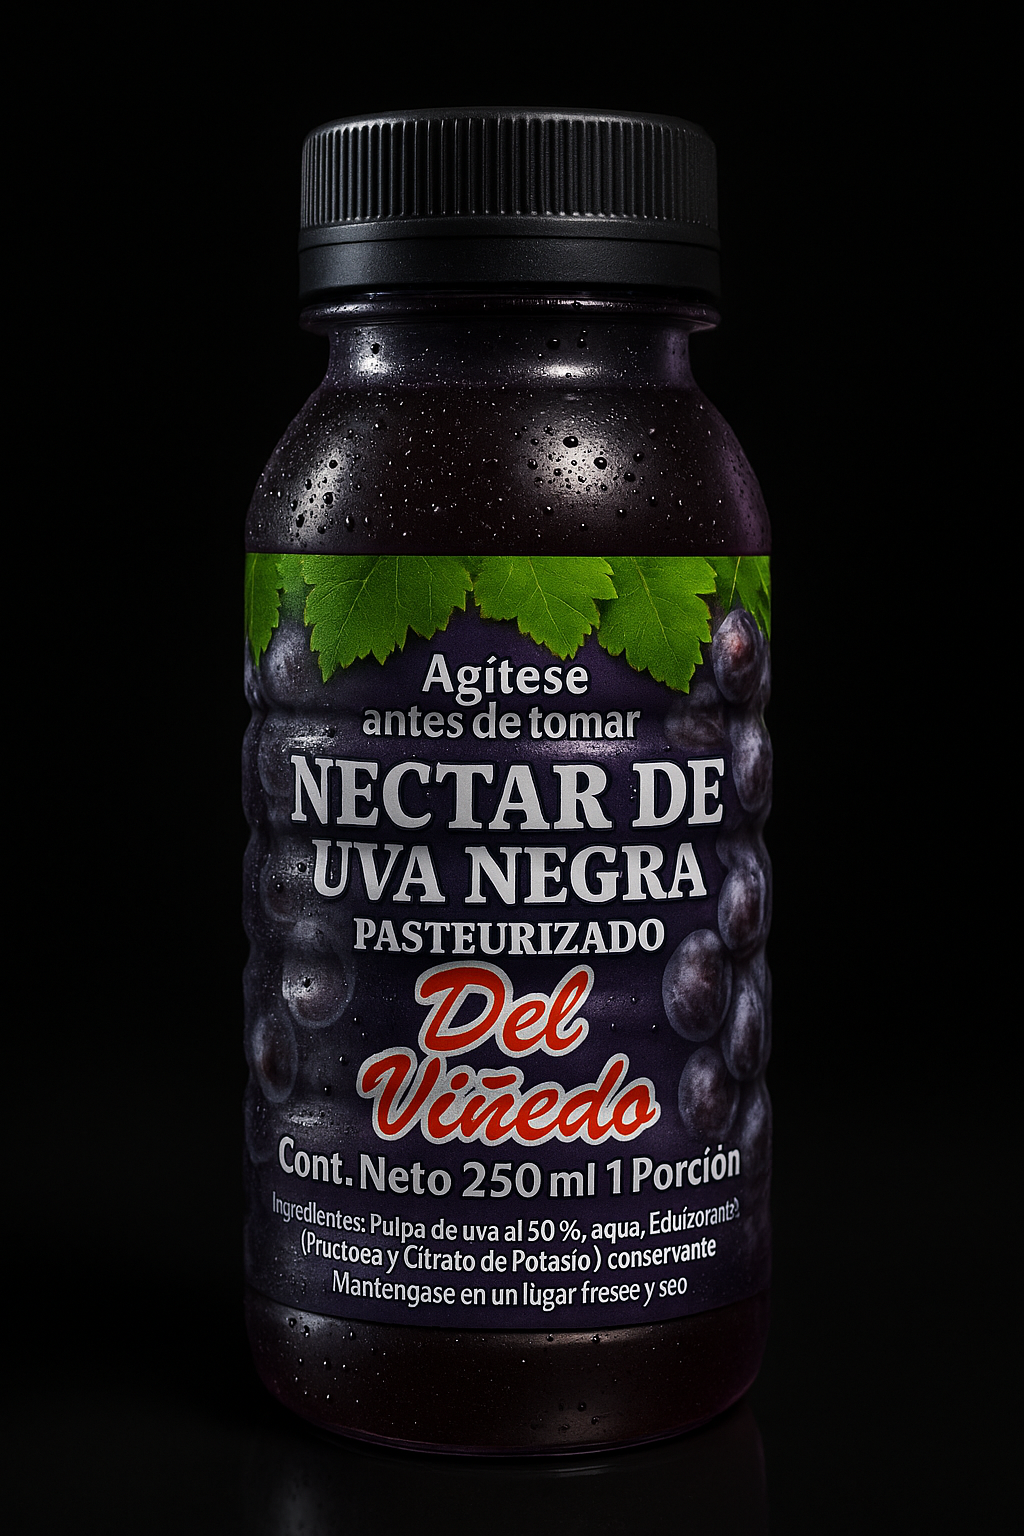 Agítese
antes de tomar
NECTAR DE
UVA NEGRA
PASTEURIZADO
Del
Viñedo
Cont. Neto 250 ml 1 Porción
Ingredlentes: Pulpa de uva al 50 %, aqua,
(Pructoea y Cítrato de Potasío) conservante
Mantengase en un lùgar fresee y seo